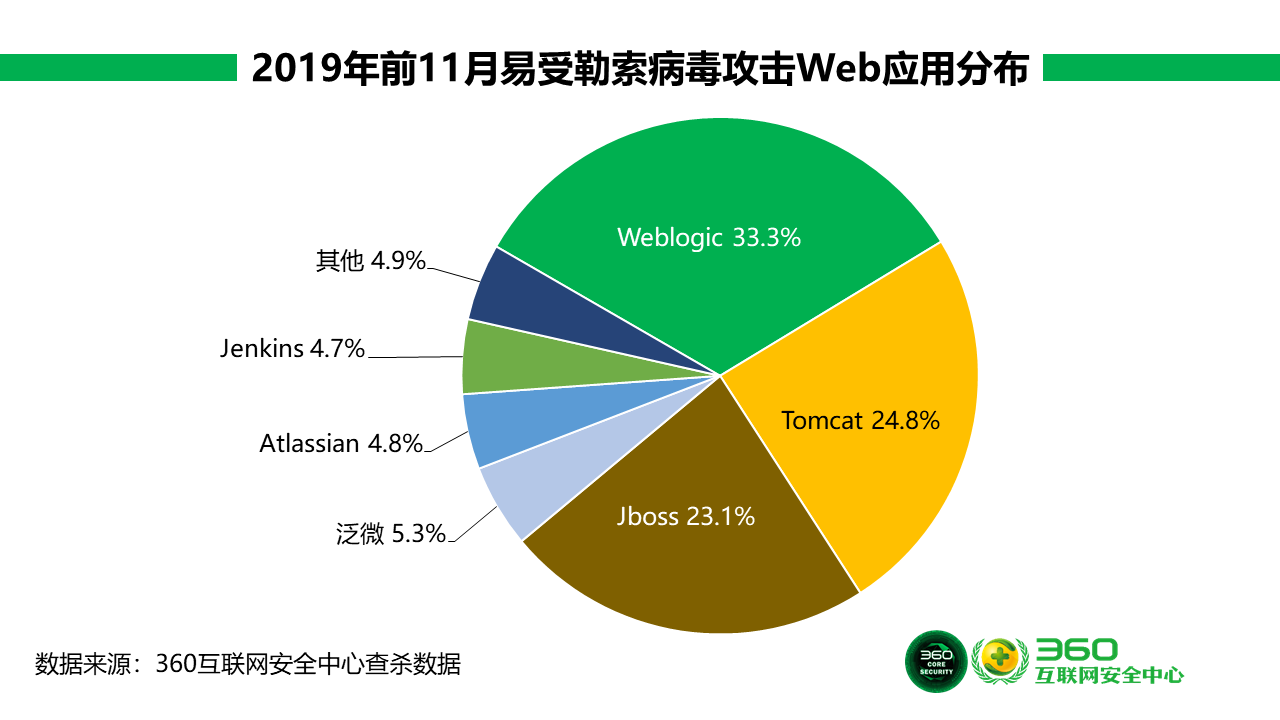 2019年前11月易受勒索病毒攻击Web应用分布
Weblogic 33.3%
其他 4.9%
Jenkins 4.7%
Tomcat 24.8%
Atlassian 4.8%
Jboss 23.1%
泛微 5.3%
数据来源：360互联网安全中心查杀数据
360
CORE
SECURITY
360
互联网安全中心